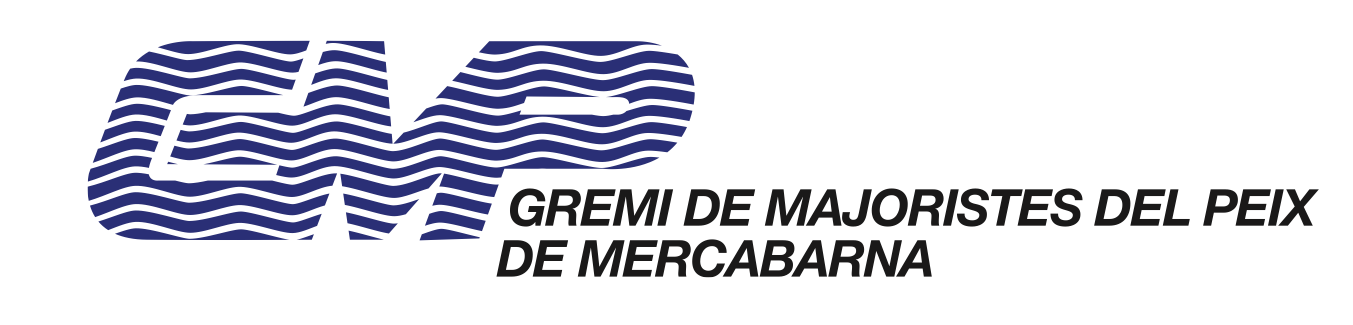 GMP
GREMI DE MAJORISTES DEL PEIX
DE MERCABARNA